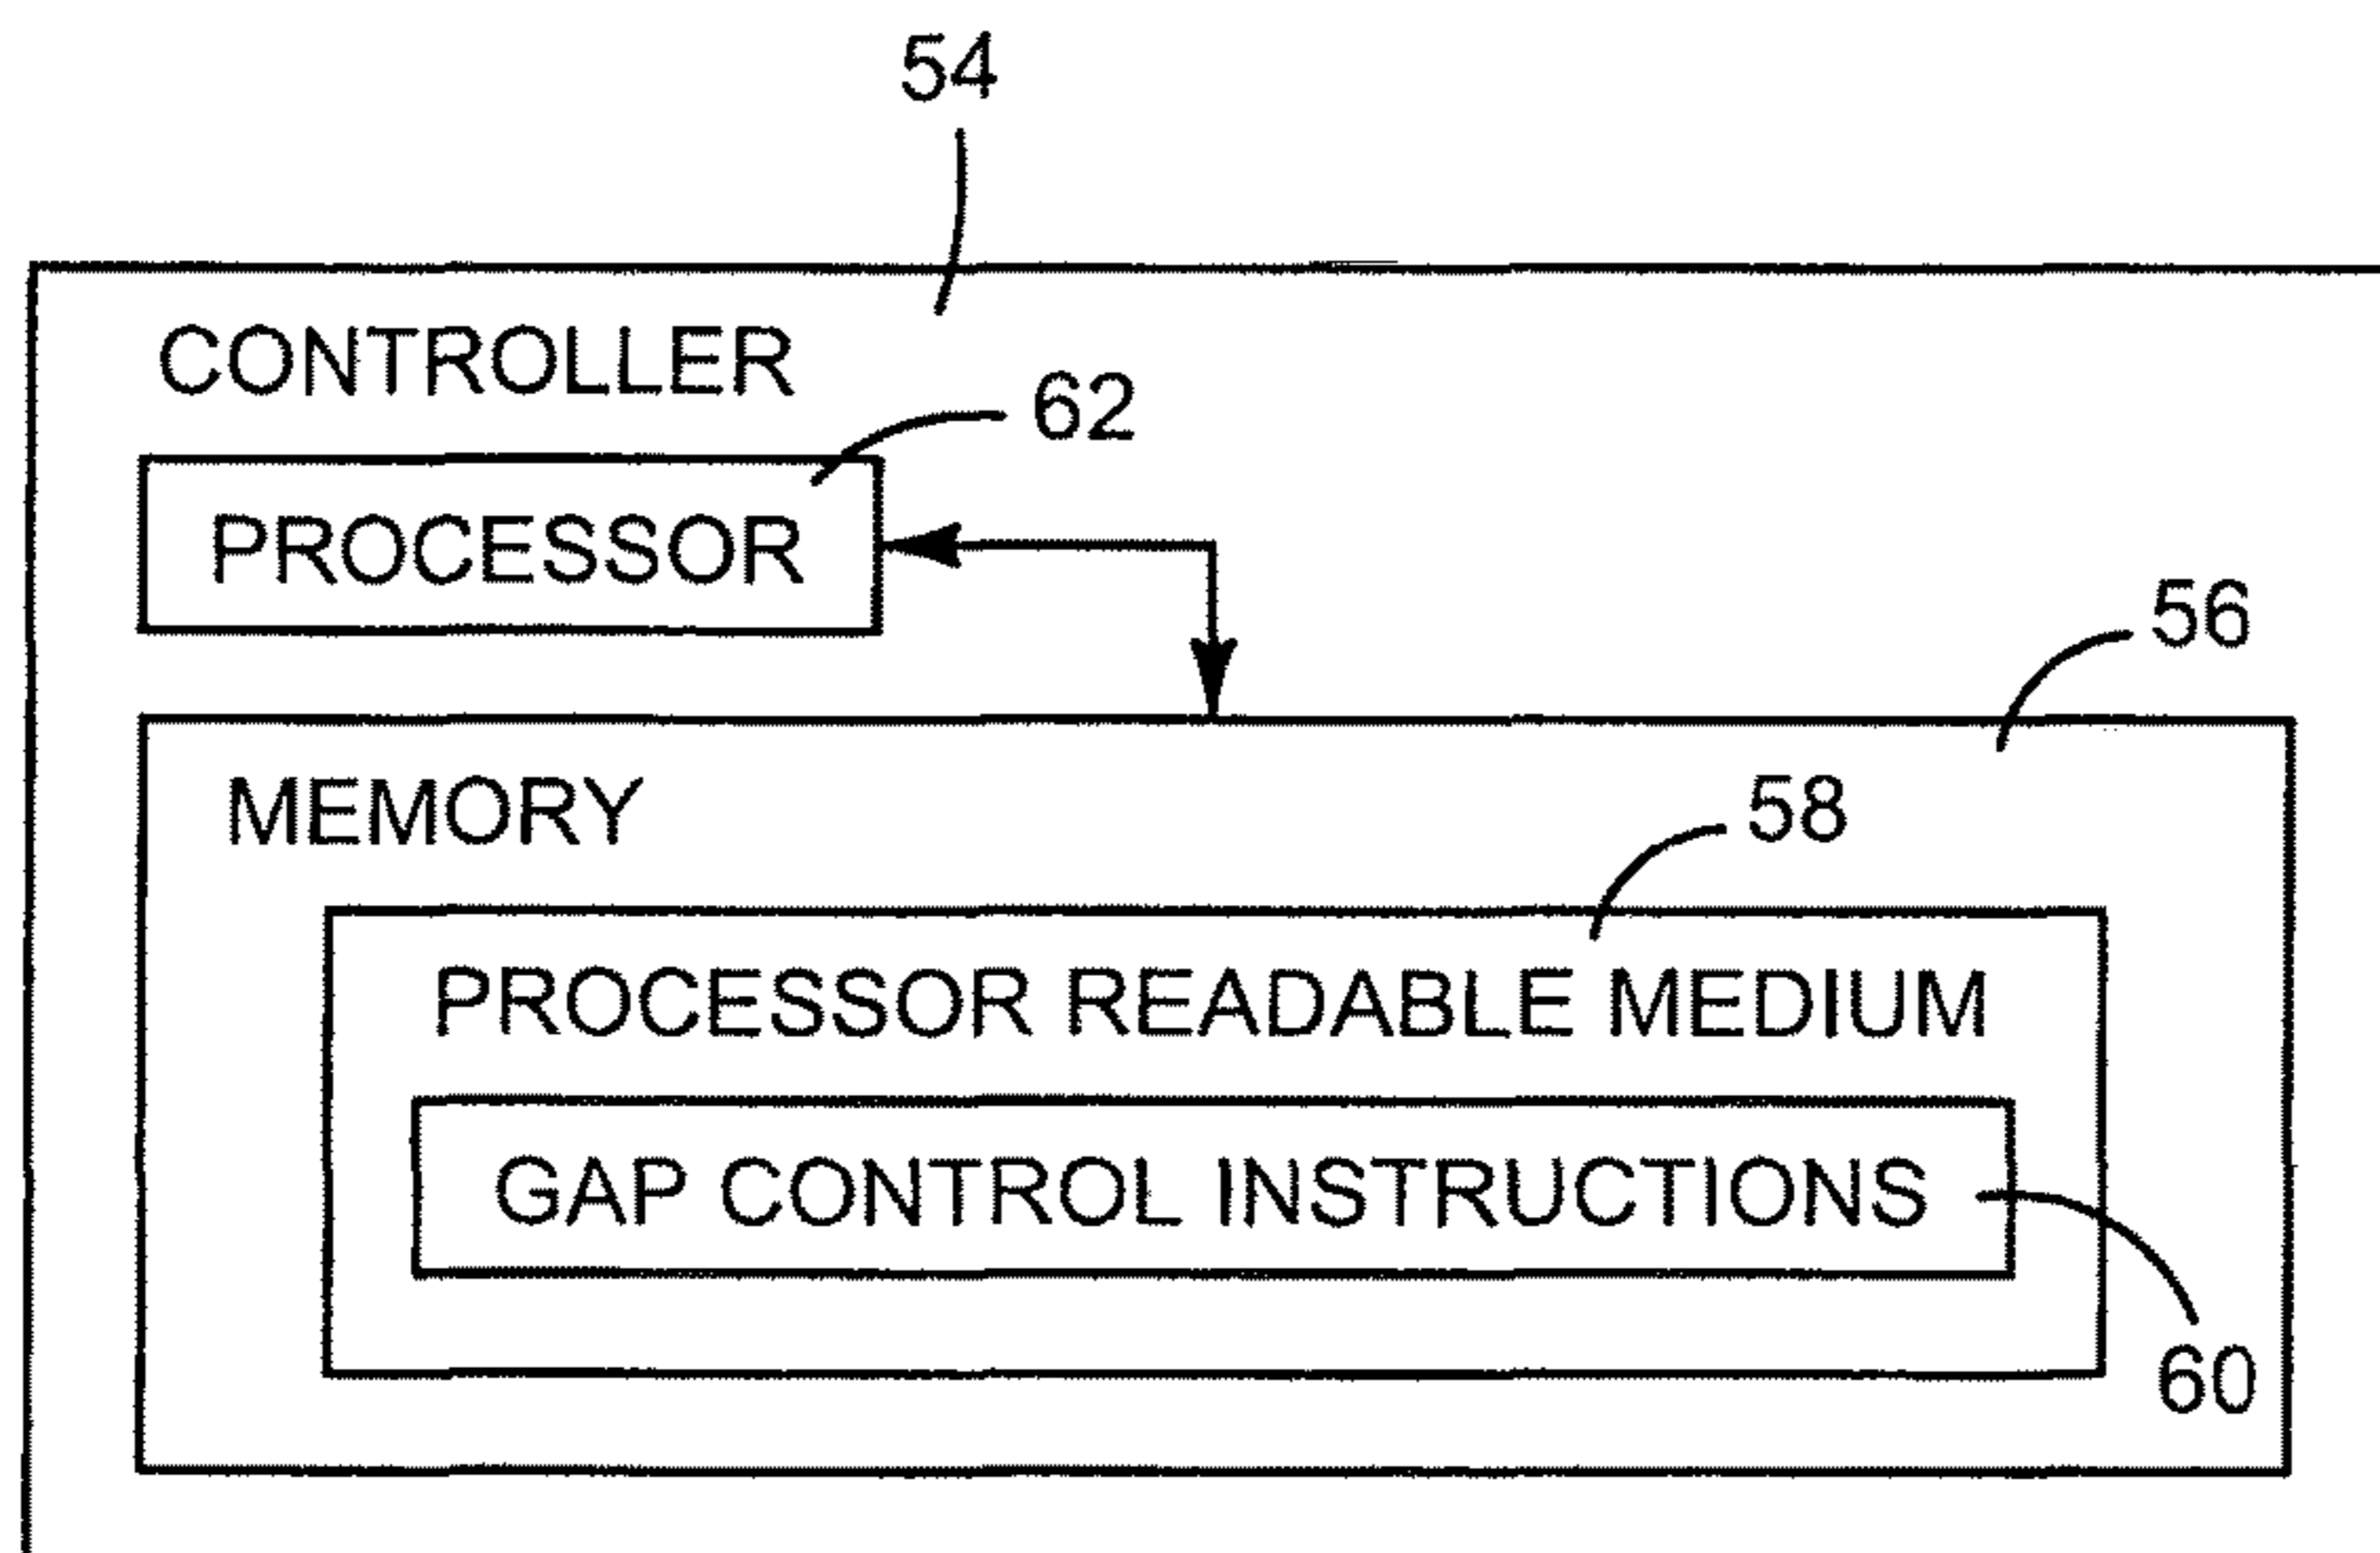 54
CONTROLLER
62
PROCESSOR
56
MEMORY
58
PROCESSOR READABLE MEDIUM
GAP CONTROL INSTRUCTIONS
60